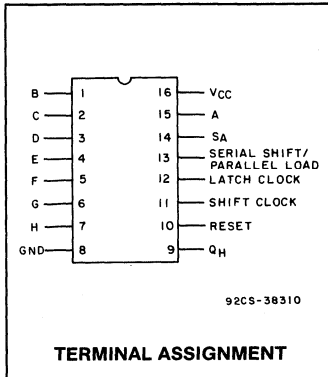 B 1 16 VCC
C 2 15 A
D 3 14 SA
E 4 13 SERIAL SHIFT/
PARALLEL LOAD
F 5 12 LATCH CLOCK
G 6 11 SHIFT CLOCK
H 7 10 RESET
GND 8 9 QH
92CS-38310
TERMINAL ASSIGNMENT